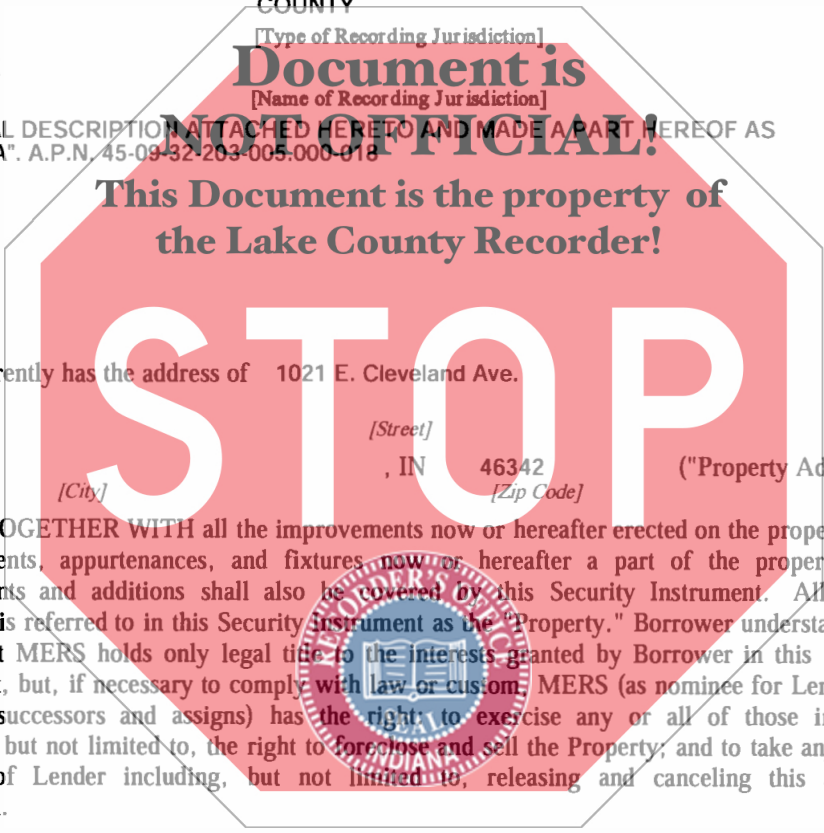 COUNTY
[Type of Recording Jurisdiction]
Document is
[Name of Recording Jurisdiction]
L DESCRIPTION ATTACHED HERETO AND MADE A PART HEREOF AS
NOT OFFICIAL!
A". A.P.N. 45-09-32-203-005.000-018
This Document is the property of
the Lake County Recorder!
STOP
rently has the address of 1021 E. Cleveland Ave.
[Street]
, IN 46342 ("Property Ad
[City] [Zip Code]
OGETHER WITH all the improvements now or hereafter erected on the prope
ents, appurtenances, and fixtures now or hereafter a part of the proper
nts and additions shall also be covered by this Security Instrument. All
is referred to in this Security Instrument as the "Property." Borrower understa
t MERS holds only legal title to the interests granted by Borrower in this
, but, if necessary to comply with law or custom, MERS (as nominee for Len
successors and assigns) has the right: to exercise any or all of those i
but not limited to, the right to foreclose and sell the Property; and to take an
of Lender including, but not limited to, releasing and canceling this
.
RECORDER'S OFFICE
SEAL
INDIANA